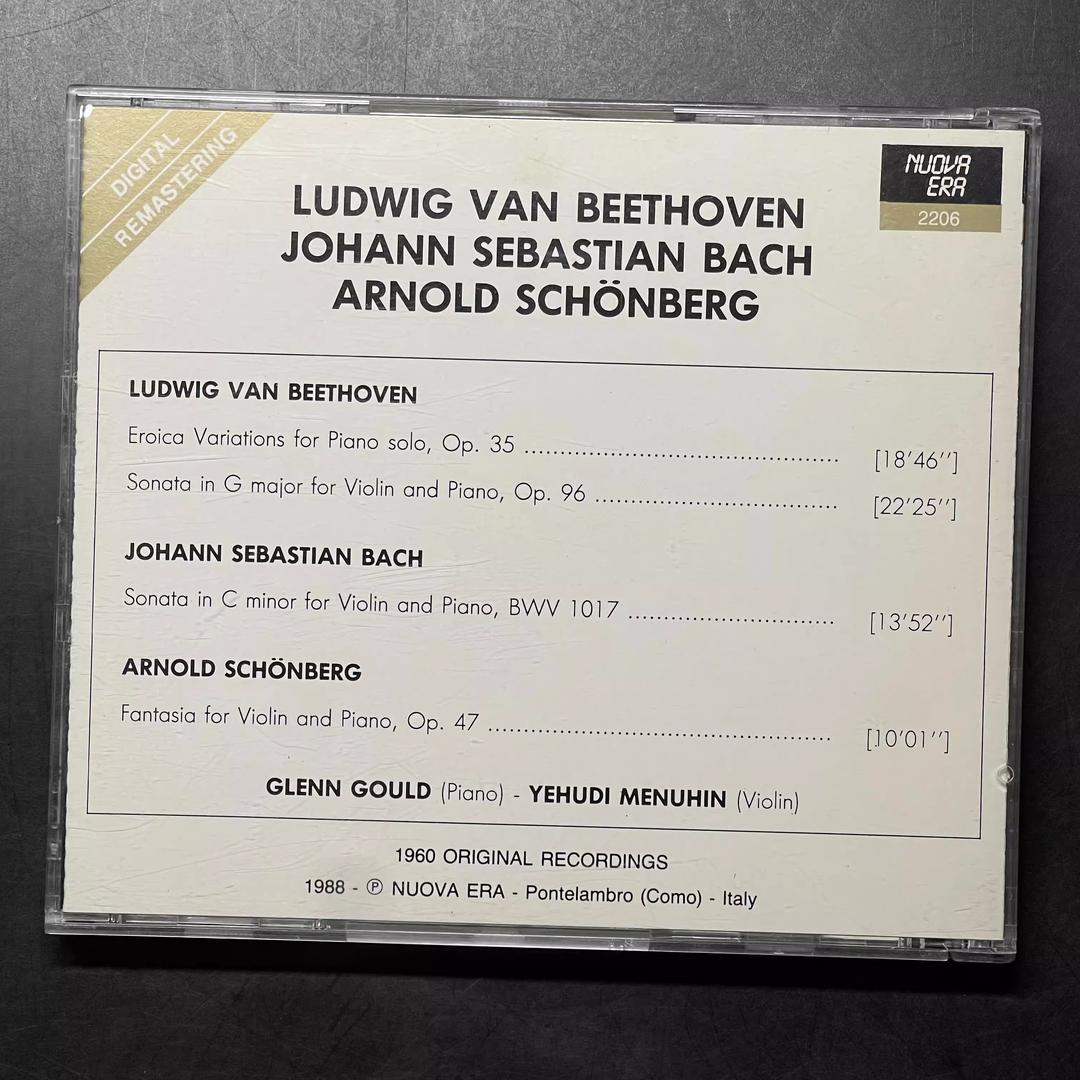 DIGITAL
REMASTERING
NUOVA
ERA
2206
LUDWIG VAN BEETHOVEN
JOHANN SEBASTIAN BACH
ARNOLD SCHÖNBERG
LUDWIG VAN BEETHOVEN
Eroica Variations for Piano solo, Op. 35 ........................................ [18'46'']
Sonata in G major for Violin and Piano, Op. 96 ............................... [22'25'']
JOHANN SEBASTIAN BACH
Sonata in C minor for Violin and Piano, BWV 1017 .......................... [13'52'']
ARNOLD SCHÖNBERG
Fantasia for Violin and Piano, Op. 47 ........................................... [10'01'']
GLENN GOULD (Piano) - YEHUDI MENUHIN (Violin)
1960 ORIGINAL RECORDINGS
1988 - ℗ NUOVA ERA - Pontelambro (Como) - Italy